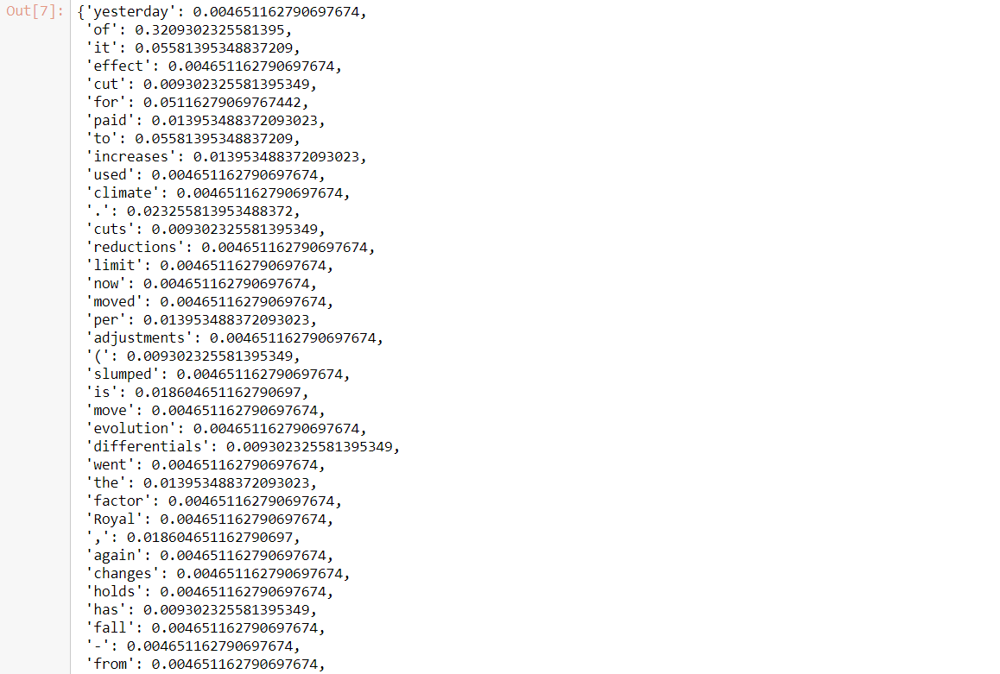 Out[7]: {'yesterday': 0.004651162790697674,
'of': 0.3209302325581395,
'it': 0.05581395348837209,
'effect': 0.004651162790697674,
'cut': 0.009302325581395349,
'for': 0.05116279069767442,
'paid': 0.013953488372093023,
'to': 0.05581395348837209,
'increases': 0.013953488372093023,
'used': 0.004651162790697674,
'climate': 0.004651162790697674,
'.': 0.023255813953488372,
'cuts': 0.009302325581395349,
'reductions': 0.004651162790697674,
'limit': 0.004651162790697674,
'now': 0.004651162790697674,
'moved': 0.004651162790697674,
'per': 0.013953488372093023,
'adjustments': 0.004651162790697674,
'(': 0.009302325581395349,
'slumped': 0.004651162790697674,
'is': 0.018604651162790697,
'move': 0.004651162790697674,
'evolution': 0.004651162790697674,
'differentials': 0.009302325581395349,
'went': 0.004651162790697674,
'the': 0.013953488372093023,
'factor': 0.004651162790697674,
'Royal': 0.004651162790697674,
',': 0.018604651162790697,
'again': 0.004651162790697674,
'changes': 0.004651162790697674,
'holds': 0.004651162790697674,
'has': 0.009302325581395349,
'fall': 0.004651162790697674,
'-': 0.004651162790697674,
'from': 0.004651162790697674,